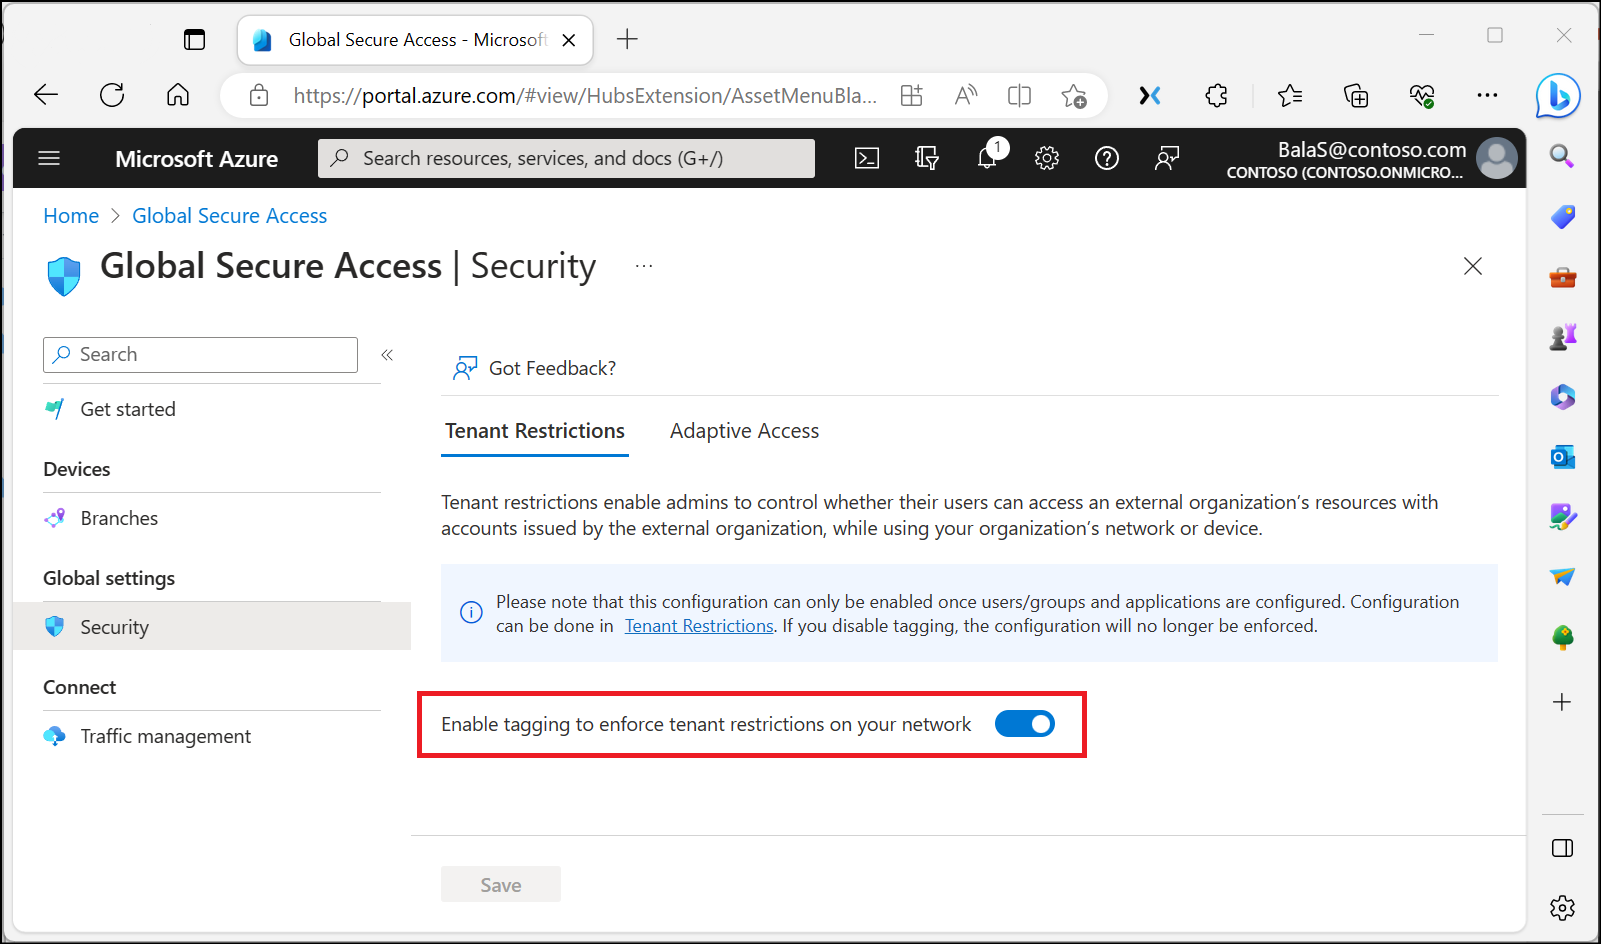 Global Secure Access - Microsoft
https://portal.azure.com/#view/HubsExtension/AssetMenuBla...
Microsoft Azure
Search resources, services, and docs (G+/)
1
BalaS@contoso.com
CONTOSO (CONTOSO.ONMICRO...
Home > Global Secure Access
Global Secure Access | Security ...
Search
Get started
Devices
Branches
Global settings
Security
Connect
Traffic management
Got Feedback?
Tenant Restrictions Adaptive Access
Tenant restrictions enable admins to control whether their users can access an external organization’s resources with
accounts issued by the external organization, while using your organization’s network or device.
Please note that this configuration can only be enabled once users/groups and applications are configured. Configuration
can be done in Tenant Restrictions. If you disable tagging, the configuration will no longer be enforced.
Enable tagging to enforce tenant restrictions on your network
Save